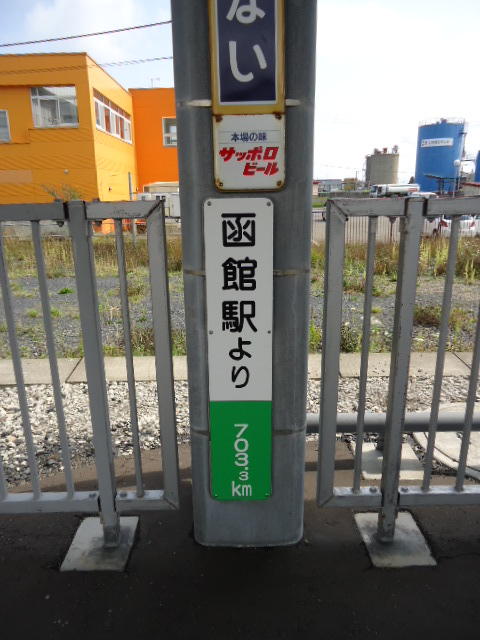 ない
本場の味
サッポロ
ビール
函館駅より
703.3
km